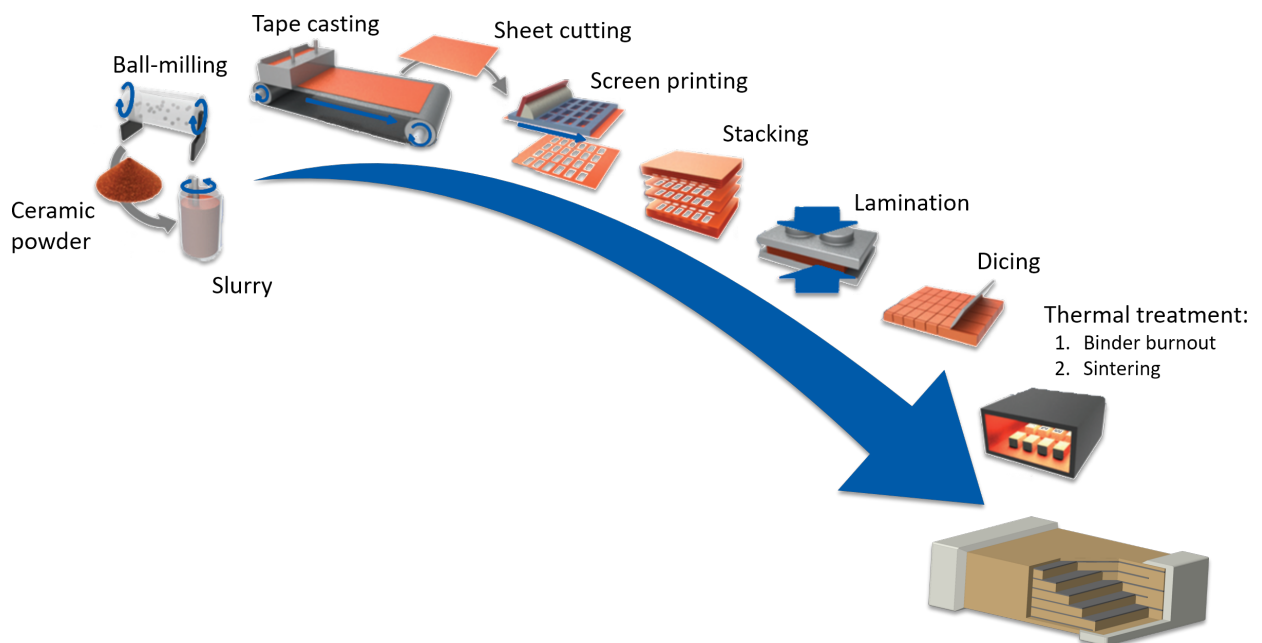 Tape casting
Sheet cutting
Ball-milling
Screen printing
Stacking
Ceramic
powder
Lamination
Slurry
Dicing
Thermal treatment:
1. Binder burnout
2. Sintering